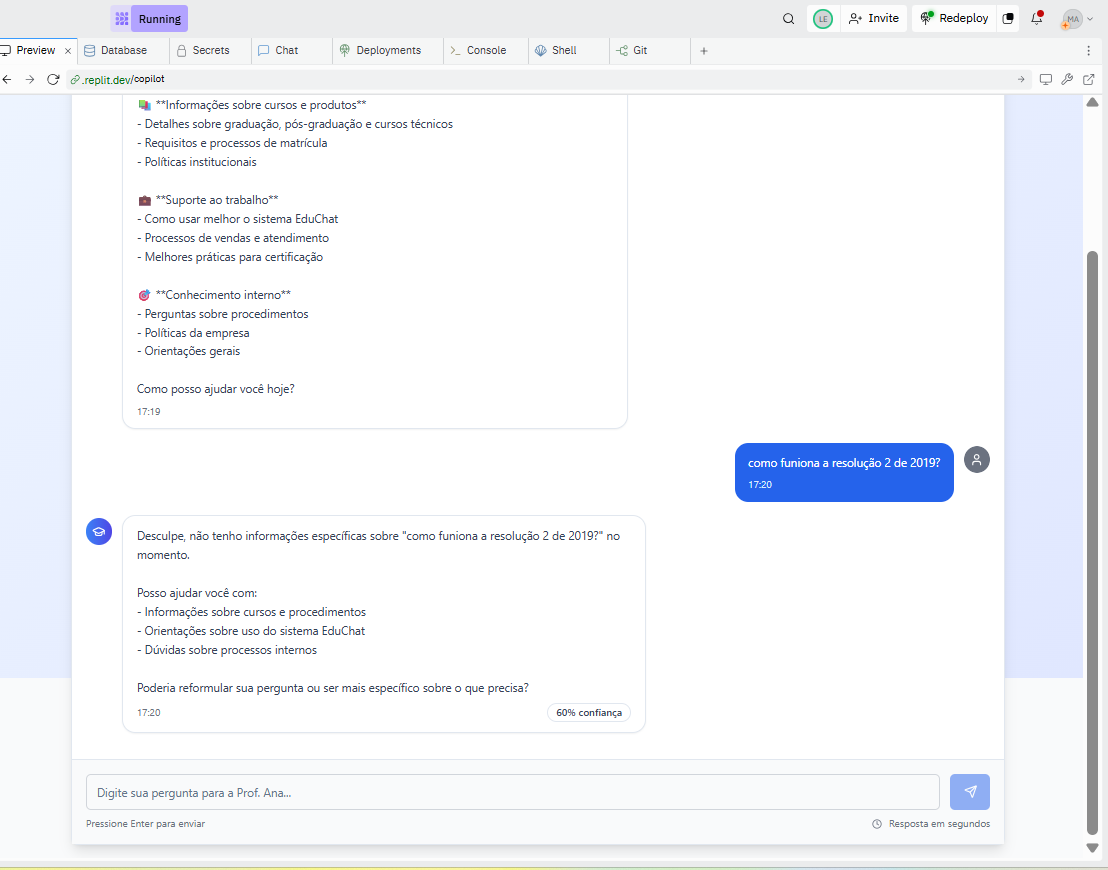 Running
LE
Invite
Redeploy
MA
Preview
Database
Secrets
Chat
Deployments
Console
Shell
Git
.replit.dev/copilot
**Informações sobre cursos e produtos**
- Detalhes sobre graduação, pós-graduação e cursos técnicos
- Requisitos e processos de matrícula
- Políticas institucionais
**Suporte ao trabalho**
- Como usar melhor o sistema EduChat
- Processos de vendas e atendimento
- Melhores práticas para certificação
**Conhecimento interno**
- Perguntas sobre procedimentos
- Políticas da empresa
- Orientações gerais
Como posso ajudar você hoje?
17:19
como funiona a resolução 2 de 2019?
17:20
Desculpe, não tenho informações específicas sobre "como funiona a resolução 2 de 2019?" no
momento.
Posso ajudar você com:
- Informações sobre cursos e procedimentos
- Orientações sobre uso do sistema EduChat
- Dúvidas sobre processos internos
Poderia reformular sua pergunta ou ser mais específico sobre o que precisa?
17:20
60% confiança
Digite sua pergunta para a Prof. Ana...
Pressione Enter para enviar
Resposta em segundos